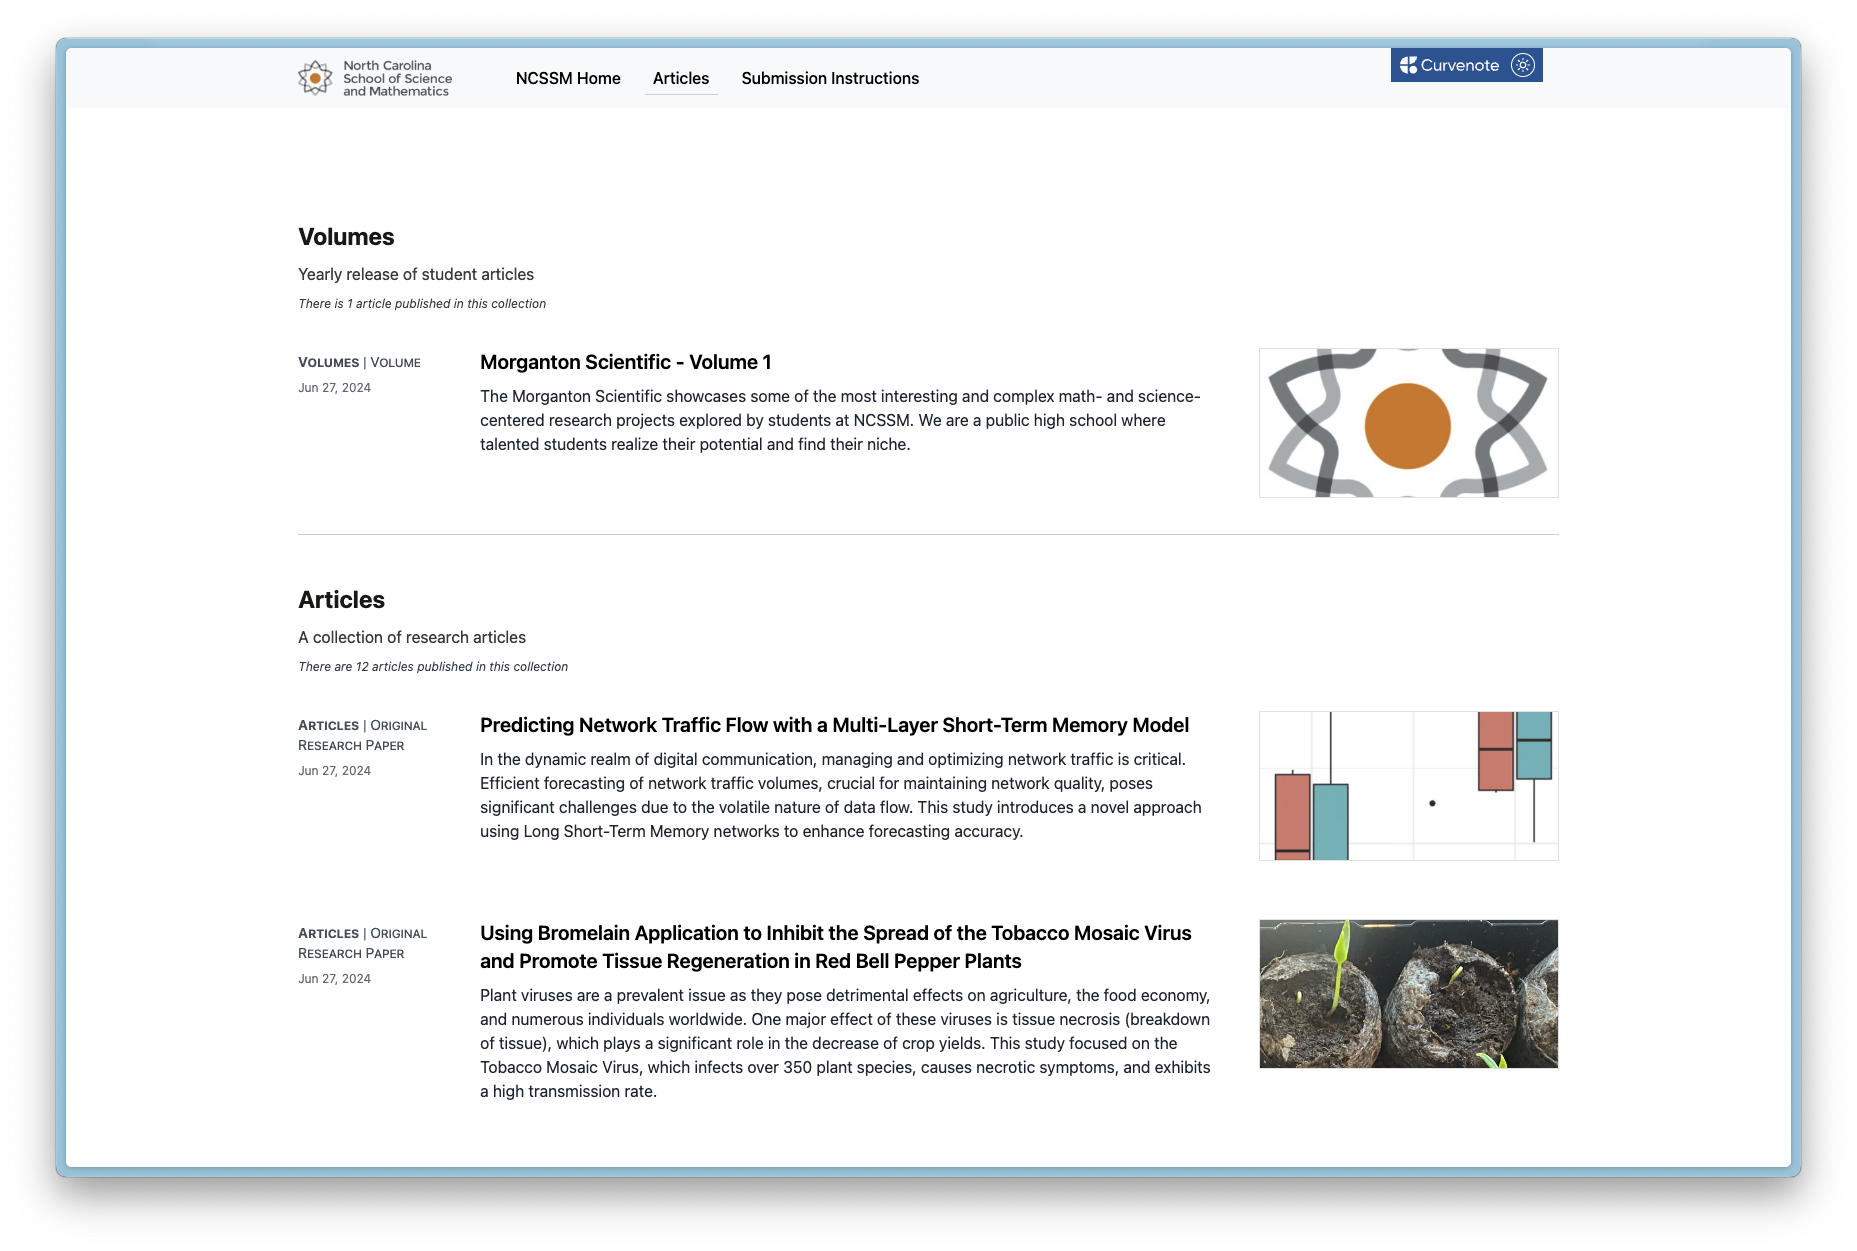 North Carolina
School of Science
and Mathematics
NCSSM Home
Articles
Submission Instructions
Curvenote
Volumes
Yearly release of student articles
There is 1 article published in this collection
VOLUMES | VOLUME
Jun 27, 2024
Morganton Scientific - Volume 1
The Morganton Scientific showcases some of the most interesting and complex math- and science-
centered research projects explored by students at NCSSM. We are a public high school where
talented students realize their potential and find their niche.
Articles
A collection of research articles
There are 12 articles published in this collection
ARTICLES | ORIGINAL
RESEARCH PAPER
Jun 27, 2024
Predicting Network Traffic Flow with a Multi-Layer Short-Term Memory Model
In the dynamic realm of digital communication, managing and optimizing network traffic is critical.
Efficient forecasting of network traffic volumes, crucial for maintaining network quality, poses
significant challenges due to the volatile nature of data flow. This study introduces a novel approach
using Long Short-Term Memory networks to enhance forecasting accuracy.
ARTICLES | ORIGINAL
RESEARCH PAPER
Jun 27, 2024
Using Bromelain Application to Inhibit the Spread of the Tobacco Mosaic Virus
and Promote Tissue Regeneration in Red Bell Pepper Plants
Plant viruses are a prevalent issue as they pose detrimental effects on agriculture, the food economy,
and numerous individuals worldwide. One major effect of these viruses is tissue necrosis (breakdown
of tissue), which plays a significant role in the decrease of crop yields. This study focused on the
Tobacco Mosaic Virus, which infects over 350 plant species, causes necrotic symptoms, and exhibits
a high transmission rate.